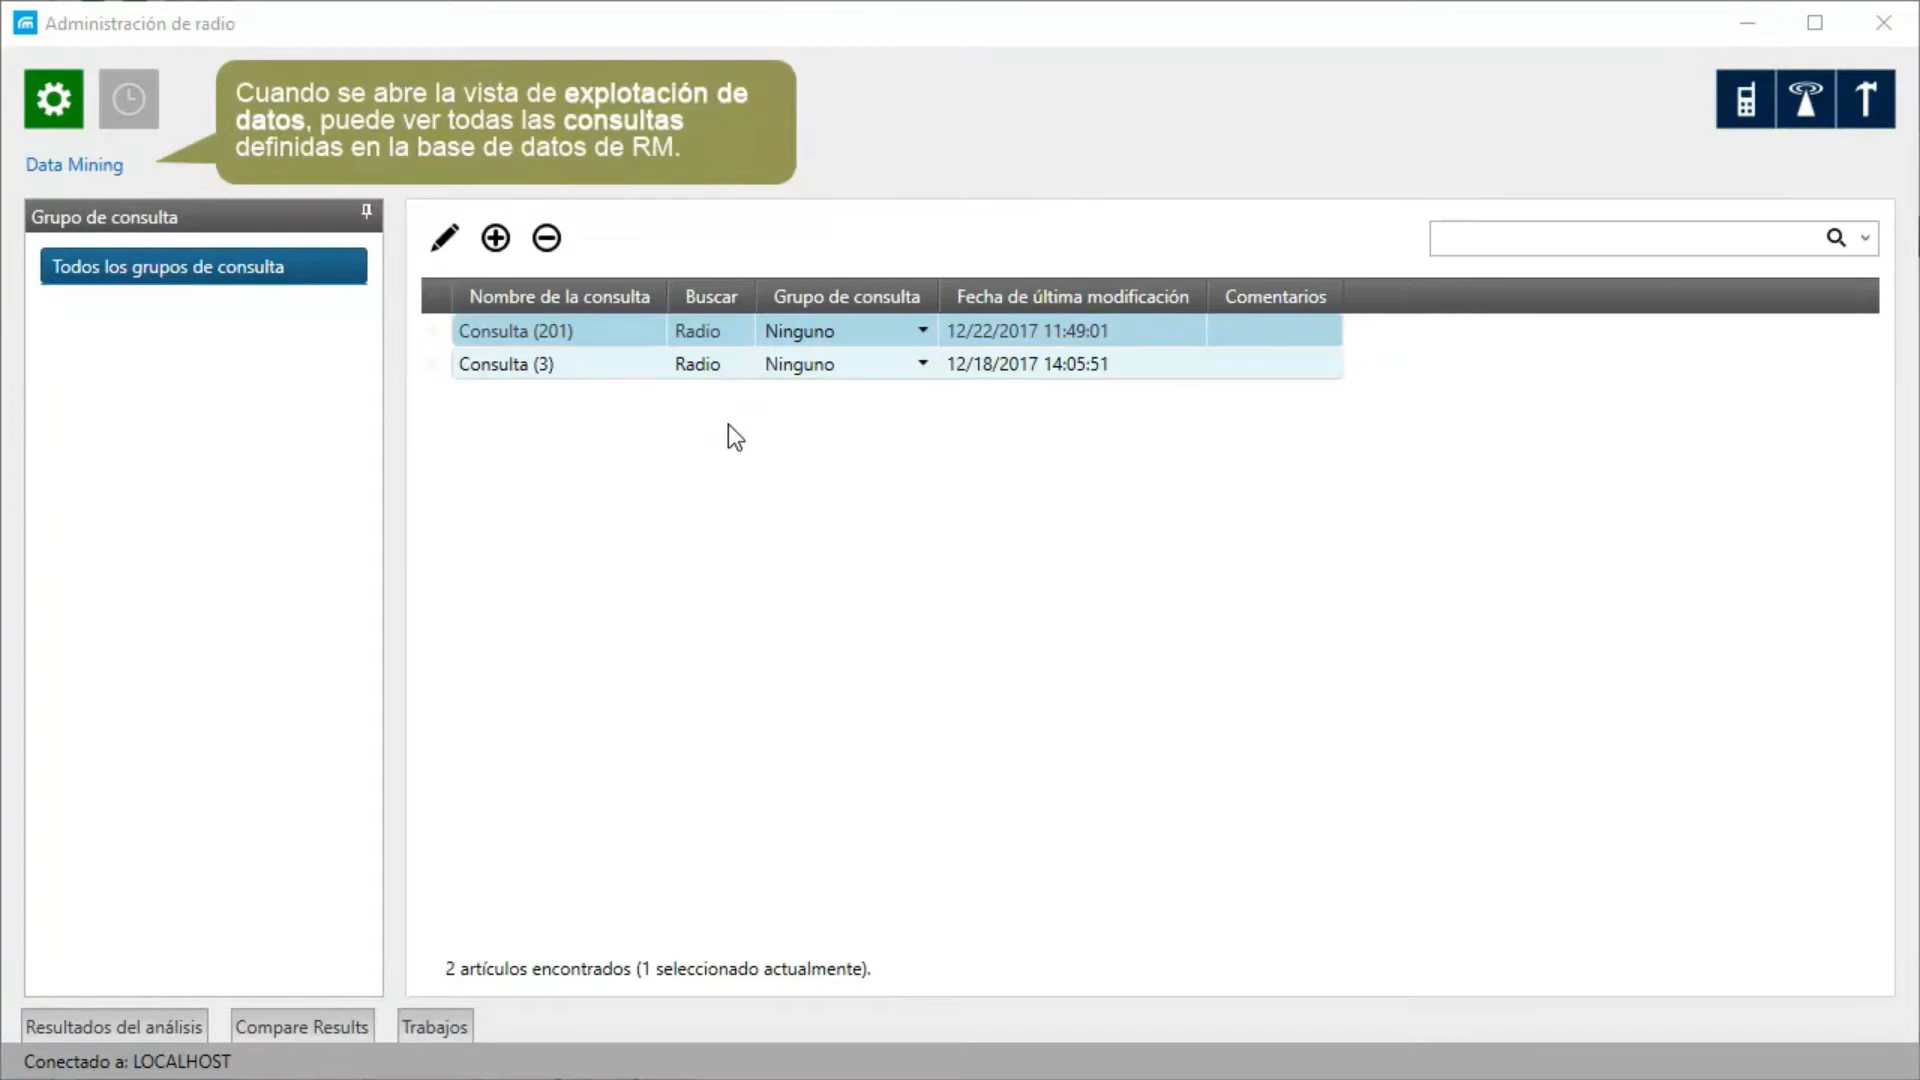 Administración de radio
Cuando se abre la vista de explotación de
datos, puede ver todas las consultas
definidas en la base de datos de RM.
Data Mining
Grupo de consulta
Todos los grupos de consulta
Nombre de la consulta Buscar Grupo de consulta Fecha de última modificación Comentarios
Consulta (201) Radio Ninguno 12/22/2017 11:49:01
Consulta (3) Radio Ninguno 12/18/2017 14:05:51
2 artículos encontrados (1 seleccionado actualmente).
Resultados del análisis Compare Results Trabajos
Conectado a: LOCALHOST